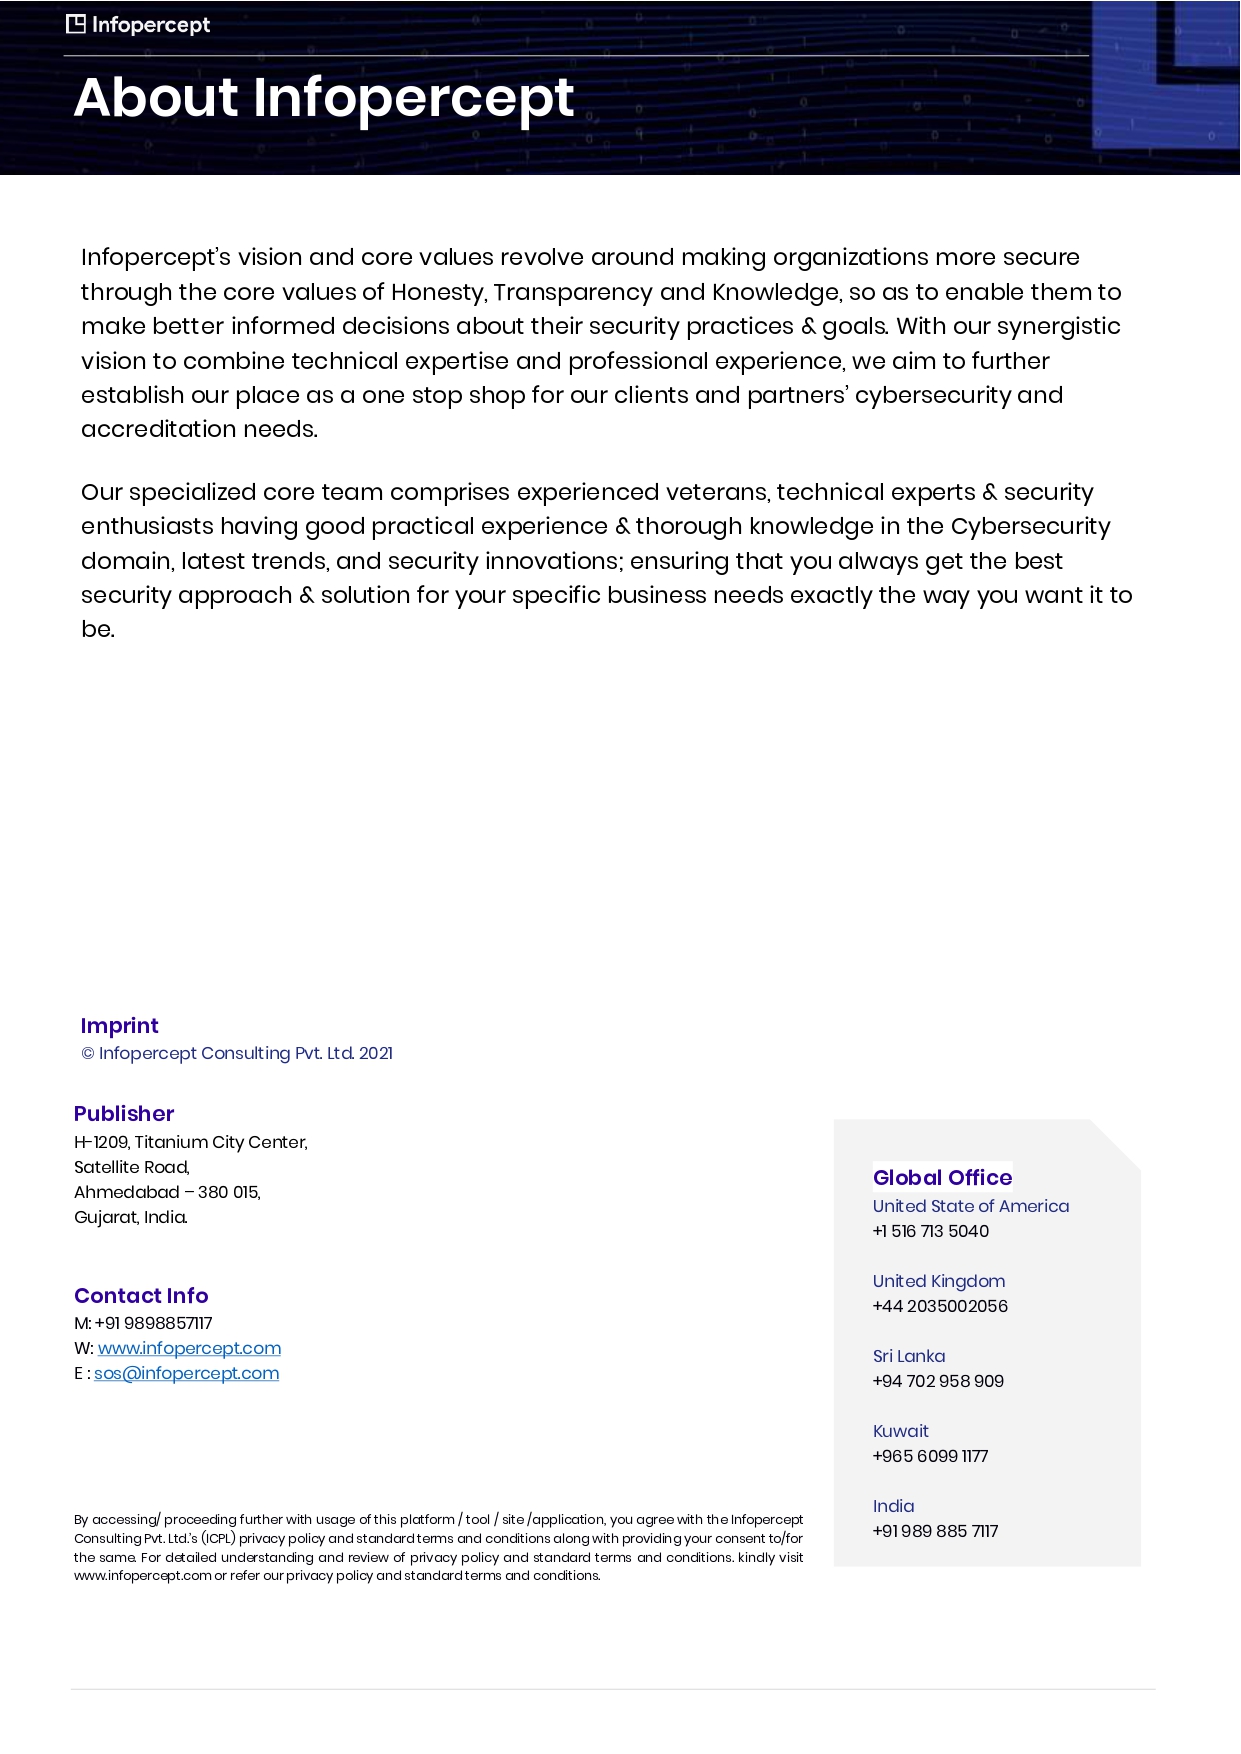 Infopercept
About Infopercept
Infopercept’s vision and core values revolve around making organizations more secure
through the core values of Honesty, Transparency and Knowledge, so as to enable them to
make better informed decisions about their security practices & goals. With our synergistic
vision to combine technical expertise and professional experience, we aim to further
establish our place as a one stop shop for our clients and partners’ cybersecurity and
accreditation needs.
Our specialized core team comprises experienced veterans, technical experts & security
enthusiasts having good practical experience & thorough knowledge in the Cybersecurity
domain, latest trends, and security innovations; ensuring that you always get the best
security approach & solution for your specific business needs exactly the way you want it to
be.
Imprint
© Infopercept Consulting Pvt. Ltd. 2021
Publisher
H-1209, Titanium City Center,
Satellite Road,
Ahmedabad – 380 015,
Gujarat, India.
Contact Info
M: +91 9898857117
W: www.infopercept.com
E : sos@infopercept.com
By accessing/ proceeding further with usage of this platform / tool / site /application, you agree with the Infopercept
Consulting Pvt. Ltd.’s (ICPL) privacy policy and standard terms and conditions along with providing your consent to/for
the same. For detailed understanding and review of privacy policy and standard terms and conditions. kindly visit
www.infopercept.com or refer our privacy policy and standard terms and conditions.
Global Office
United State of America
+1 516 713 5040
United Kingdom
+44 2035002056
Sri Lanka
+94 702 958 909
Kuwait
+965 6099 1177
India
+91 989 885 7117